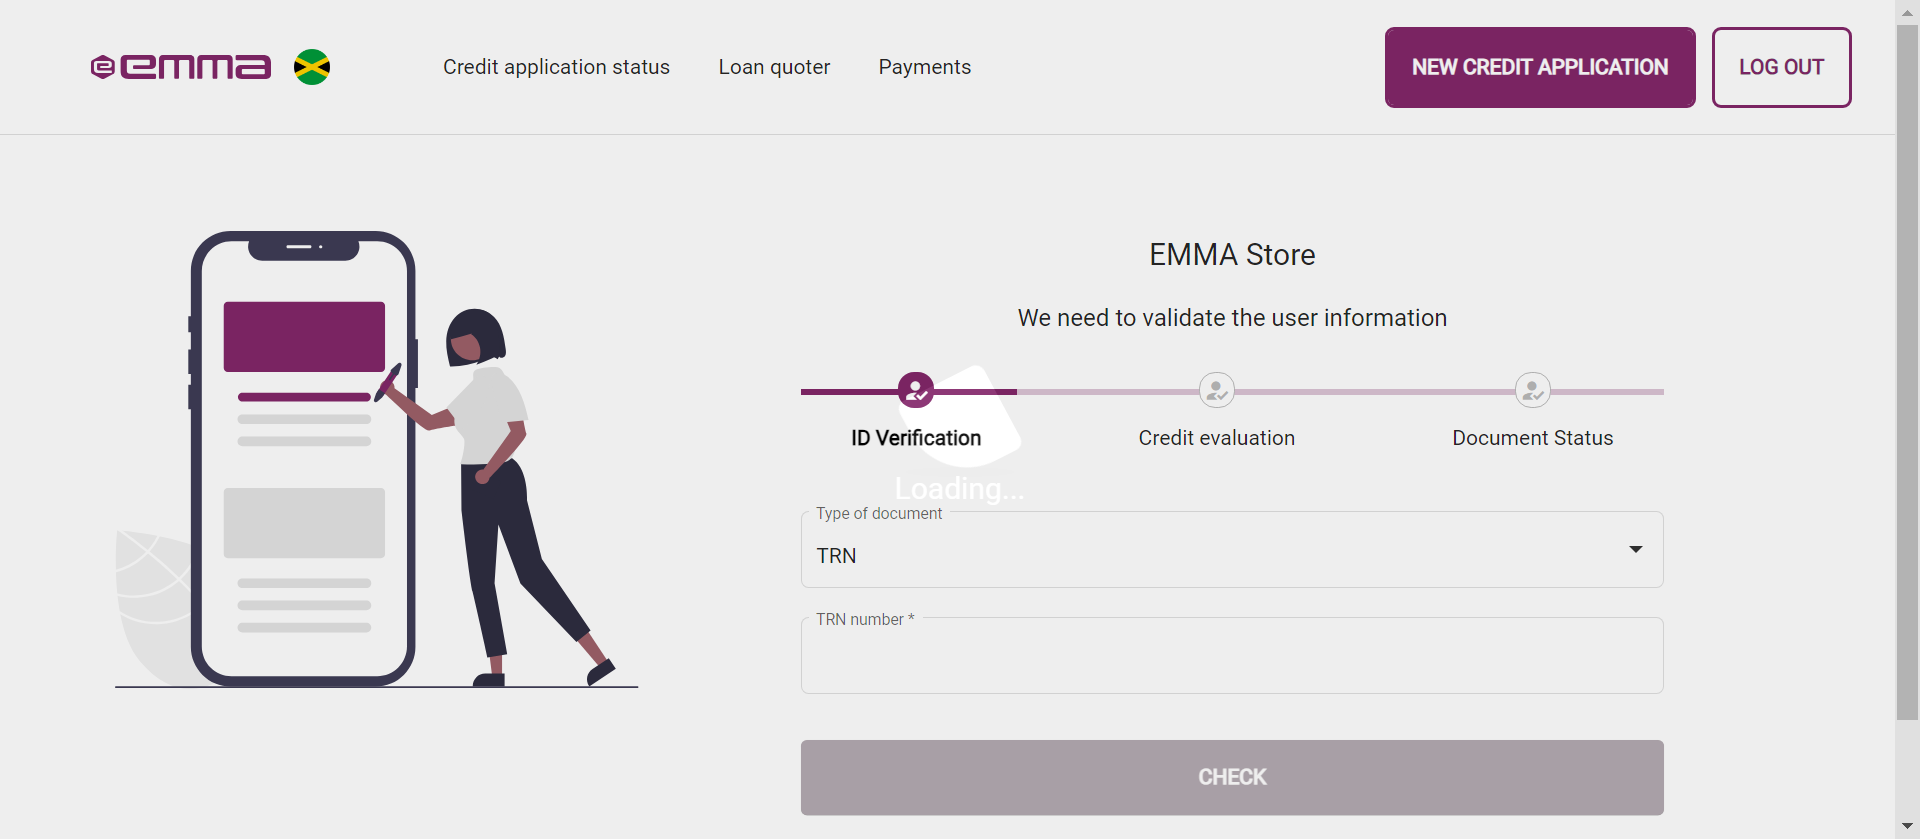 emma
Credit application status
Loan quoter
Payments
NEW CREDIT APPLICATION
LOG OUT
EMMA Store
We need to validate the user information
ID Verification
Credit evaluation
Document Status
Loading...
Type of document
TRN
TRN number *
CHECK